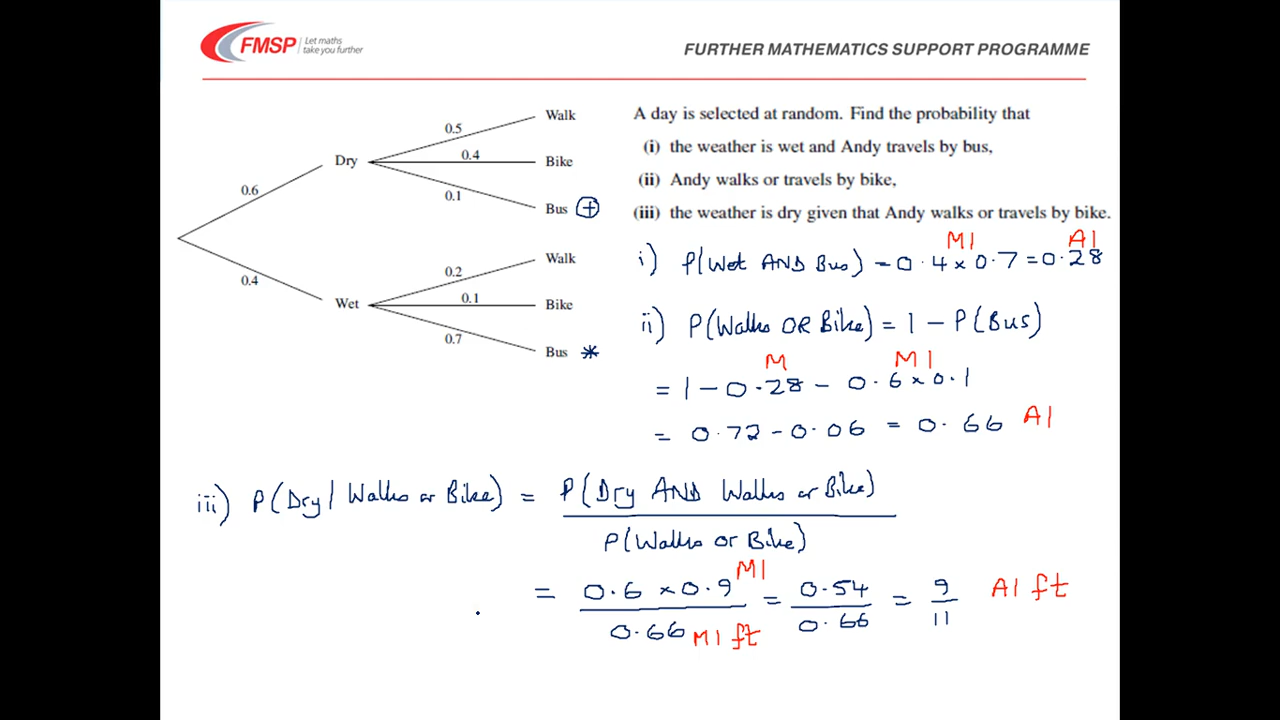 FMSP
Let maths
take you further
FURTHER MATHEMATICS SUPPORT PROGRAMME
0.6
Dry
0.5
Walk
0.4
Bike
0.1
Bus +
0.4
Wet
0.2
Walk
0.1
Bike
0.7
Bus *
A day is selected at random. Find the probability that
(i) the weather is wet and Andy travels by bus,
(ii) Andy walks or travels by bike,
(iii) the weather is dry given that Andy walks or travels by bike.
M1 A1
i) P(Wet AND Bus) = 0.4 × 0.7 = 0.28
ii) P(Walks OR Bike) = 1 - P(Bus)
M M1
= 1 - 0.28 - 0.6 × 0.1
= 0.72 - 0.06 = 0.66 A1
iii) P(Dry | Walks or Bike) = P(Dry AND Walks or Bike)
P(Walks or Bike)
= 0.6 × 0.9 M1 = 0.54 = 9 A1 ft
0.66 M1 ft 0.66 11